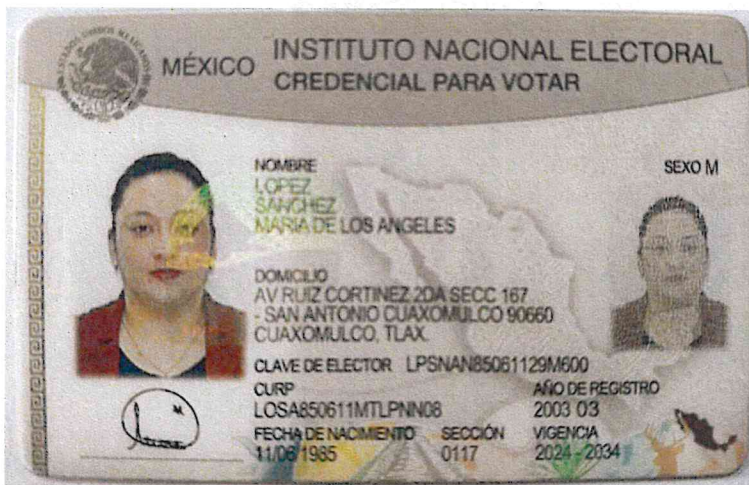 MÉXICO
INSTITUTO NACIONAL ELECTORAL
CREDENCIAL PARA VOTAR
NOMBRE
LOPEZ
SANCHEZ
MARIA DE LOS ANGELES
SEXO M
DOMICILIO
AV RUIZ CORTINEZ 2DA SECC 167
- SAN ANTONIO CUAXOMULCO 90660
CUAXOMULCO, TLAX.
CLAVE DE ELECTOR LPSNAN85061129M600
CURP
LOSA850611MTLPNN08
AÑO DE REGISTRO
2003 03
FECHA DE NACIMIENTO
11/06/1985
SECCIÓN
0117
VIGENCIA
2024 - 2034